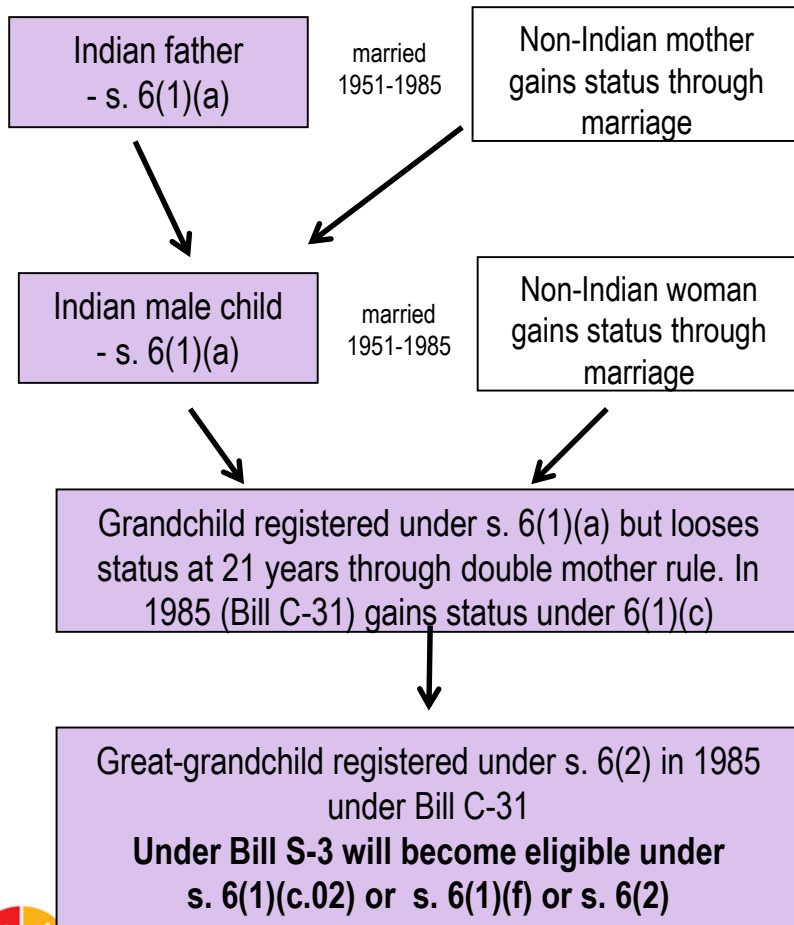 Indian father
- s. 6(1)(a)
married
1951-1985
Non-Indian mother
gains status through
marriage
Indian male child
- s. 6(1)(a)
married
1951-1985
Non-Indian woman
gains status through
marriage
Grandchild registered under s. 6(1)(a) but looses
status at 21 years through double mother rule. In
1985 (Bill C-31) gains status under 6(1)(c)
Great-grandchild registered under s. 6(2) in 1985
under Bill C-31
Under Bill S-3 will become eligible under
s. 6(1)(c.02) or s. 6(1)(f) or s. 6(2)